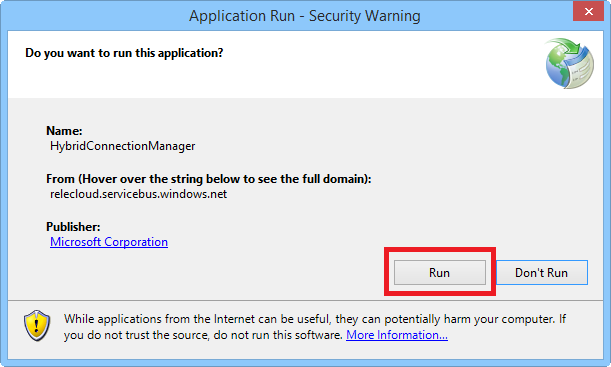 Application Run - Security Warning
Do you want to run this application?
Name:
HybridConnectionManager
From (Hover over the string below to see the full domain):
relecloud.servicebus.windows.net
Publisher:
Microsoft Corporation
Run
Don't Run
While applications from the Internet can be useful, they can potentially harm your computer. If
you do not trust the source, do not run this software. More Information...